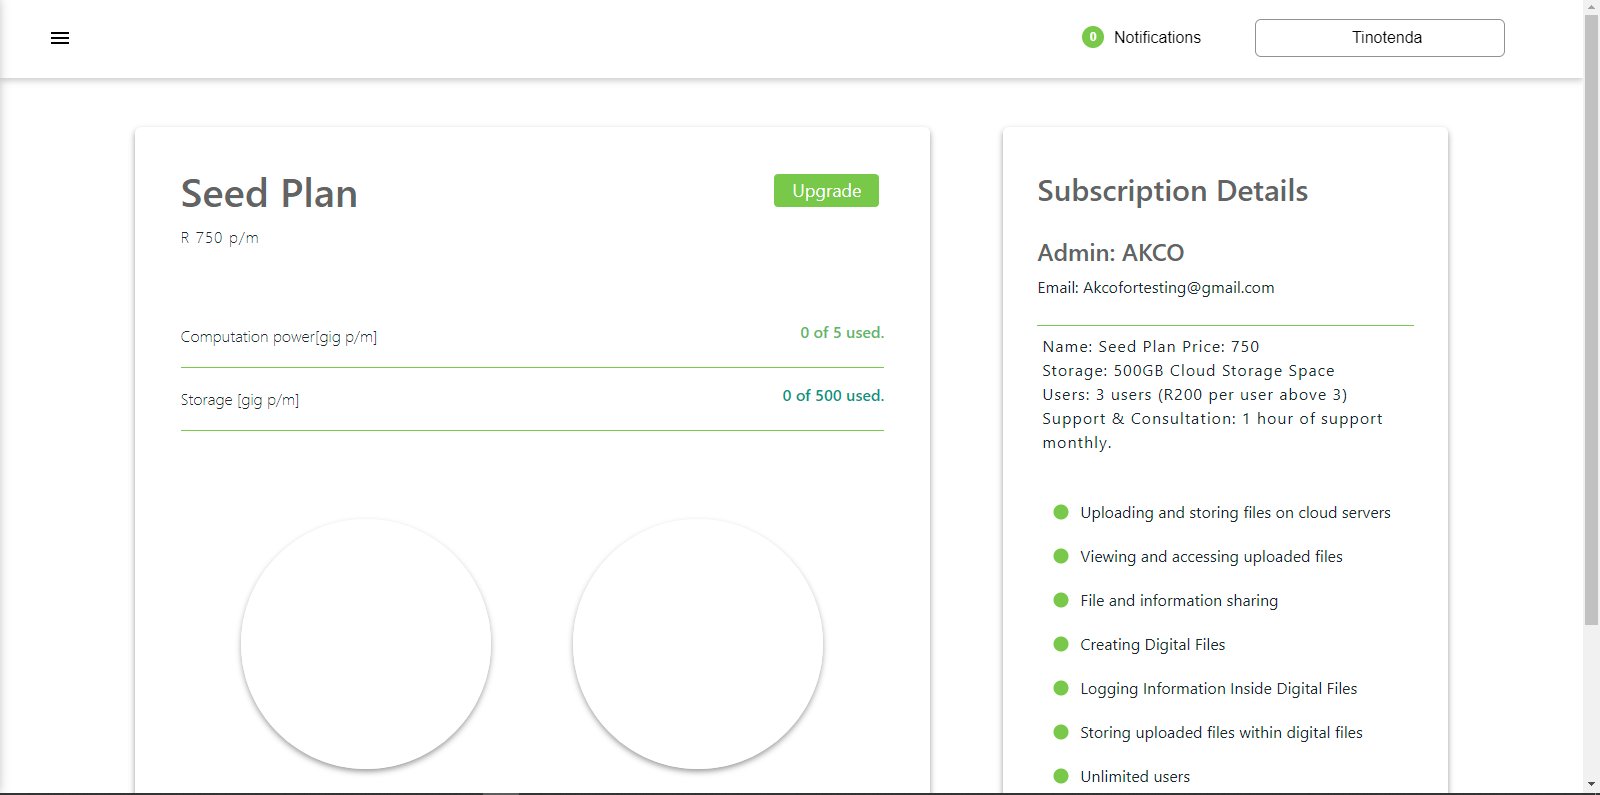 0 Notifications
Tinotenda
Seed Plan
Upgrade
R 750 p/m
Computation power[gig p/m]
0 of 5 used.
Storage [gig p/m]
0 of 500 used.
Subscription Details
Admin: AKCO
Email: Akcofortesting@gmail.com
Name: Seed Plan Price: 750
Storage: 500GB Cloud Storage Space
Users: 3 users (R200 per user above 3)
Support & Consultation: 1 hour of support
monthly.
Uploading and storing files on cloud servers
Viewing and accessing uploaded files
File and information sharing
Creating Digital Files
Logging Information Inside Digital Files
Storing uploaded files within digital files
Unlimited users